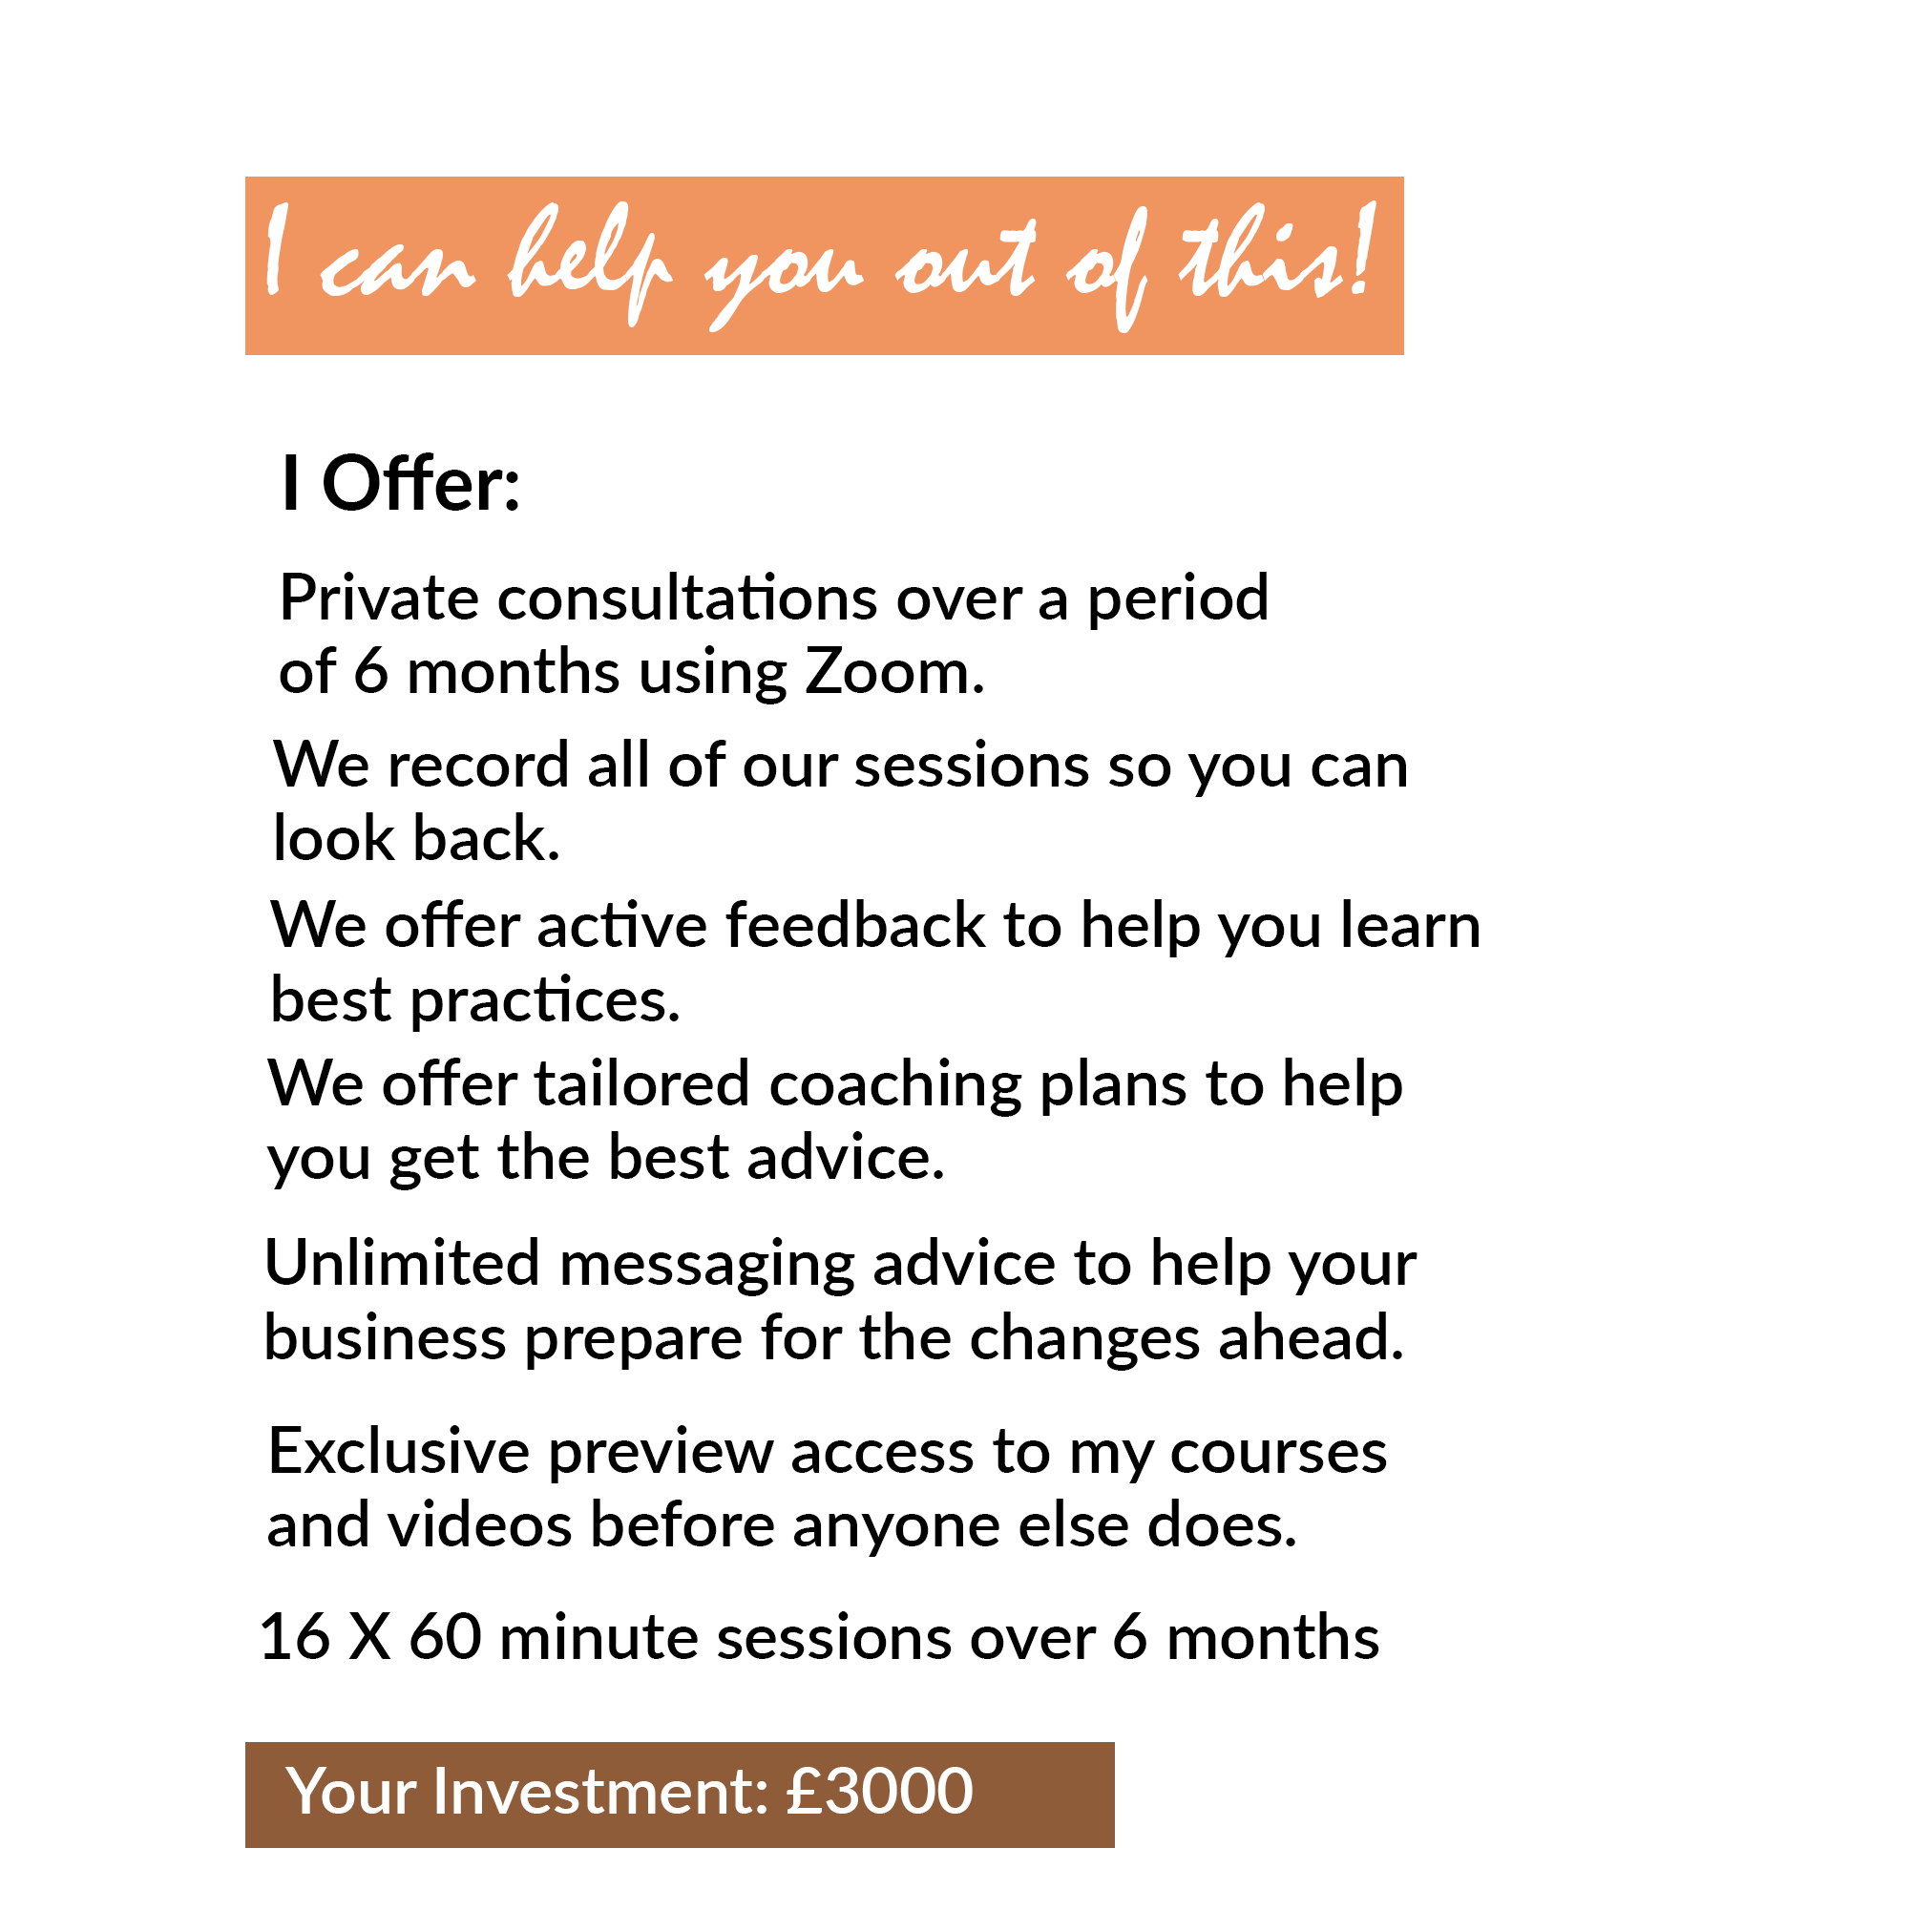 I can help you out of this!
I Offer:
Private consultations over a period
of 6 months using Zoom.
We record all of our sessions so you can
look back.
We offer active feedback to help you learn
best practices.
We offer tailored coaching plans to help
you get the best advice.
Unlimited messaging advice to help your
business prepare for the changes ahead.
Exclusive preview access to my courses
and videos before anyone else does.
16 X 60 minute sessions over 6 months
Your Investment: £3000